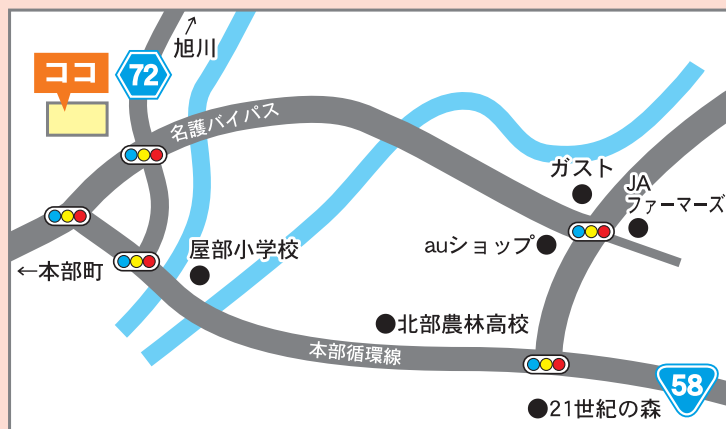 ↑
旭川
ココ
72
名護バイパス
ガスト
JA
ファーマーズ
auショップ
屋部小学校
←本部町
北部農林高校
本部循環線
58
21世紀の森